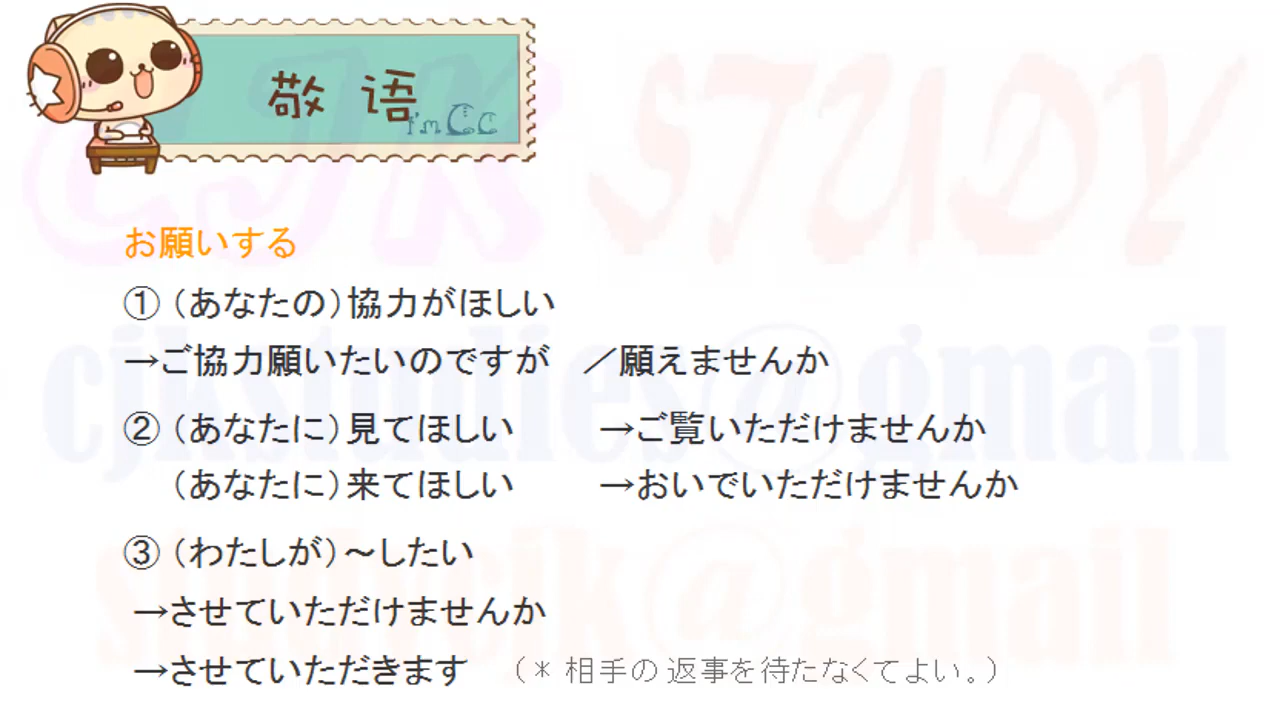 敬 语
I'm CC
CJK STUDY
お願いする
①（あなたの）協力がほしい
→ご協力願いたいのですが　／願えませんか
cjkstudies@gmail
②（あなたに）見てほしい　　→ご覧いただけませんか
（あなたに）来てほしい　　→おいでいただけませんか
③（わたしが）～したい
→させていただけませんか
→させていただきます　（＊ 相手の 返事を待たなくてよい。）